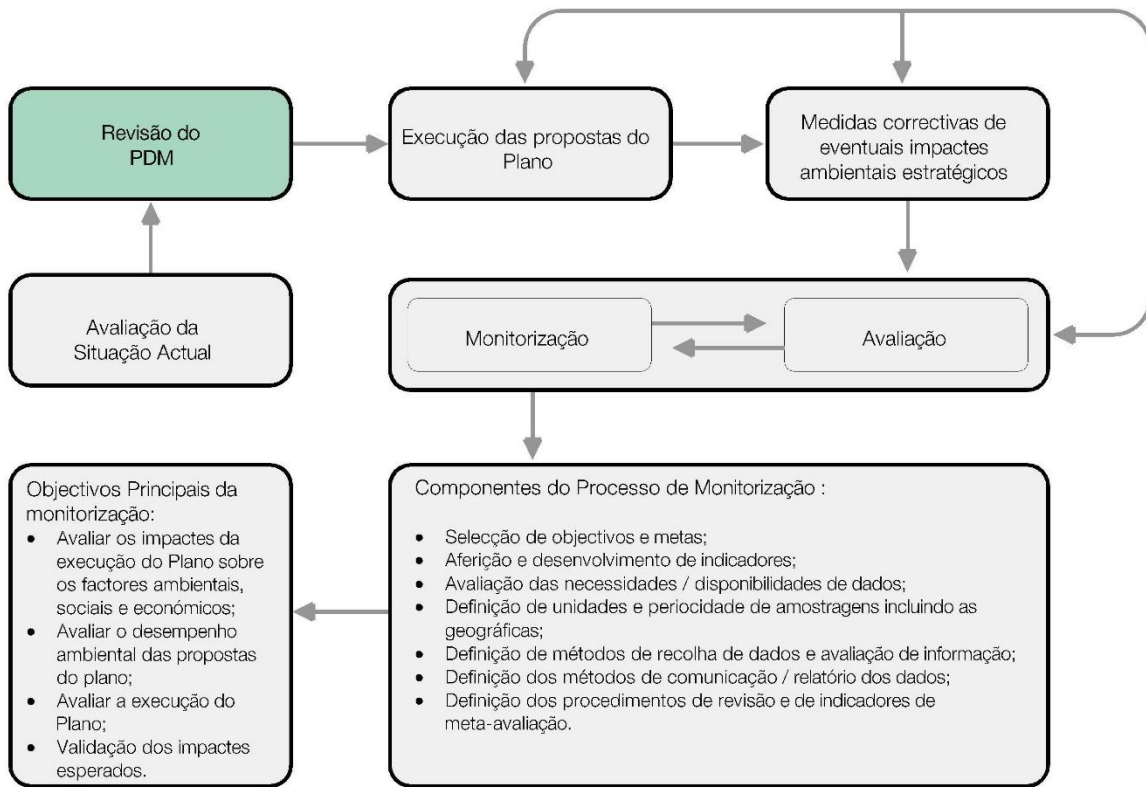 Revisão do
PDM
Execução das propostas do
Plano
Medidas correctivas de
eventuais impactes
ambientais estratégicos
Avaliação da
Situação Actual
Monitorização
Avaliação
Objectivos Principais da
monitorização:
• Avaliar os impactes da
execução do Plano sobre
os factores ambientais,
sociais e económicos;
• Avaliar o desempenho
ambiental das propostas
do plano;
• Avaliar a execução do
Plano;
• Validação dos impactes
esperados.
Componentes do Processo de Monitorização :
• Selecção de objectivos e metas;
• Aferição e desenvolvimento de indicadores;
• Avaliação das necessidades / disponibilidades de dados;
• Definição de unidades e periocidade de amostragens incluindo as
geográficas;
• Definição de métodos de recolha de dados e avaliação de informação;
• Definição dos métodos de comunicação / relatório dos dados;
• Definição dos procedimentos de revisão e de indicadores de
meta-avaliação.